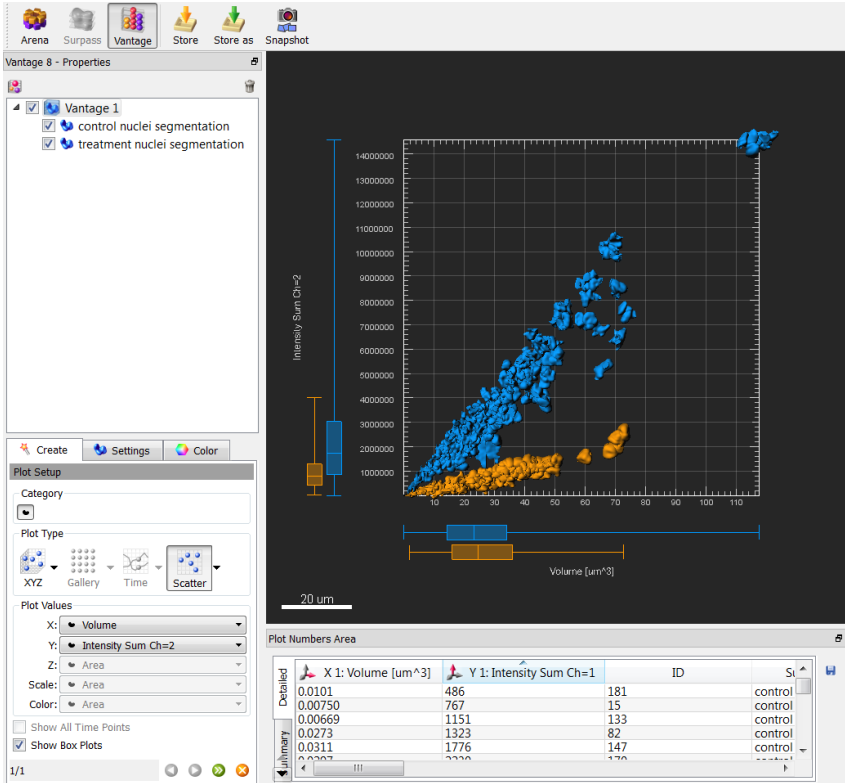 Arena Surpass Vantage Store Store as Snapshot
Vantage 8 - Properties
Vantage 1
control nuclei segmentation
treatment nuclei segmentation
Create Settings Color
Plot Setup
Category
Plot Type
XYZ Gallery Time Scatter
Plot Values
X: Volume
Y: Intensity Sum Ch=2
Z: Area
Scale: Area
Color: Area
Show All Time Points
Show Box Plots
1/1
Intensity Sum Ch=2
14000000
13000000
12000000
11000000
10000000
9000000
8000000
7000000
6000000
5000000
4000000
3000000
2000000
1000000
10 20 30 40 50 60 70 80 90 100 110
Volume [um^3]
20 um
Plot Numbers Area
Detailed
X 1: Volume [um^3] Y 1: Intensity Sum Ch=1 ID
0.0101 486 181 control
0.00750 767 15 control
0.00669 1151 133 control
0.0273 1323 82 control
0.0311 1776 147 control